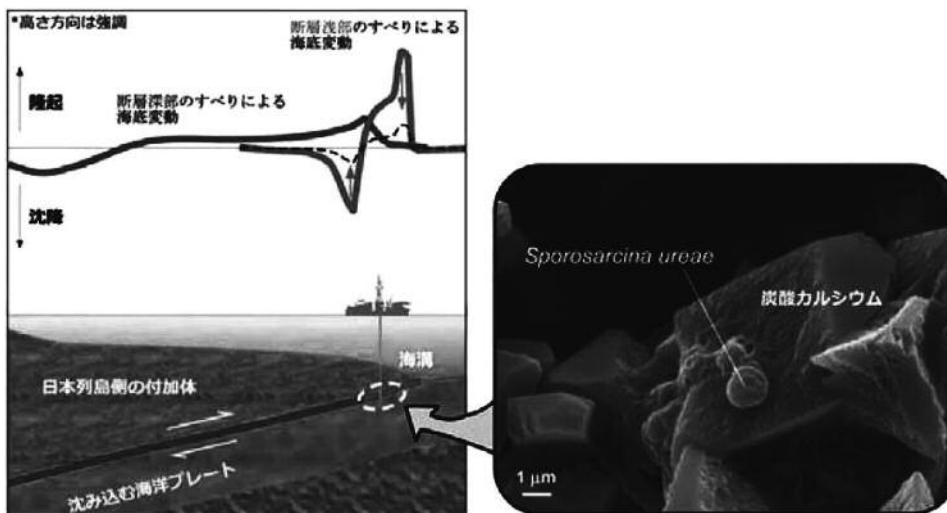 *高さ方向は強調
断層浅部のすべりによる
海底変動
隆起
断層深部のすべりによる
海底変動
沈降
海溝
日本列島側の付加体
沈み込む海洋プレート
Sporosarcina ureae
炭酸カルシウム
1 μm